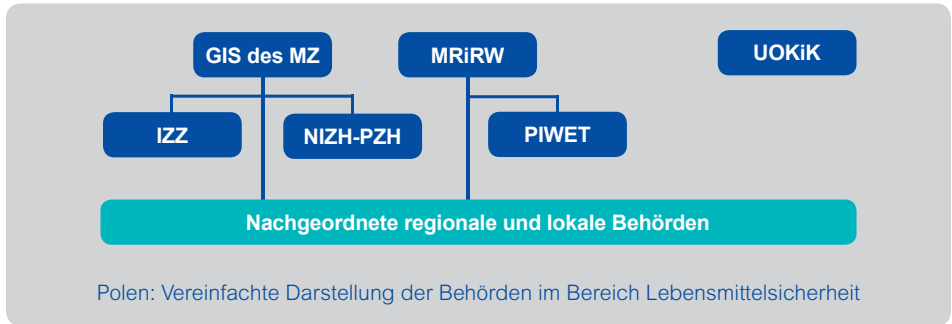 GIS des MZ
MRiRW
UOKiK
IZZ
NIZH-PZH
PIWET
Nachgeordnete regionale und lokale Behörden
Polen: Vereinfachte Darstellung der Behörden im Bereich Lebensmittelsicherheit